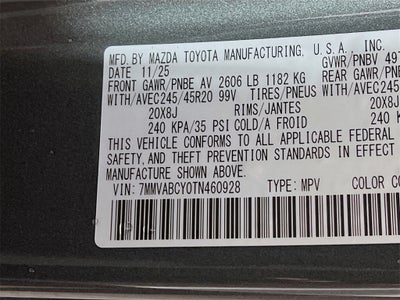 MFD. BY MAZDA TOYOTA MANUFACTURING, U.S.A., INC.
DATE 11/25 GVWR/PNBV 497
FRONT GAWR/PNBE AV 2606 LB 1182 KG REAR GAWR/PNBE
WITH/AVEC245/45R20 99V TIRES/PNEUS WITH/AVEC245
20X8J RIMS/JANTES 20X8J
240 KPA/35 PSI COLD/A FROID 240
THIS VEHICLE CONFORMS TO ALL APPLICABLE FEDERAL
SAFETY, AND THEFT PREVENTION STANDARDS IN EFFECT
MANUFACTURE SHOWN ABOVE.
VIN: 7MMVABCY0TN460928 TYPE: MPV COLOR CO